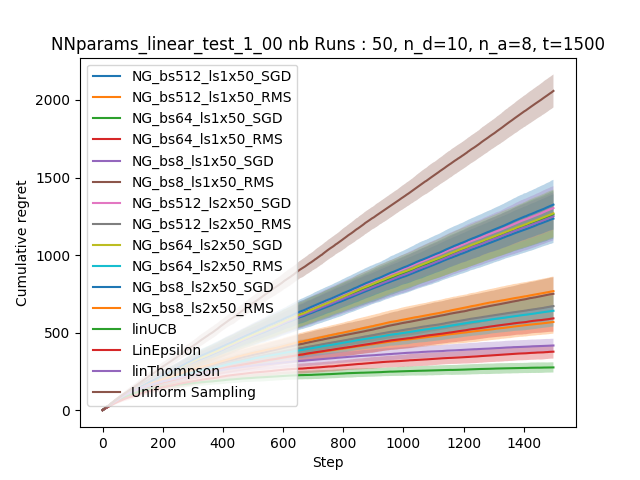 NNparams_linear_test_1_00 nb Runs : 50, n_d=10, n_a=8, t=1500
NG_bs512_ls1x50_SGD
NG_bs512_ls1x50_RMS
NG_bs64_ls1x50_SGD
NG_bs64_ls1x50_RMS
NG_bs8_ls1x50_SGD
NG_bs8_ls1x50_RMS
NG_bs512_ls2x50_SGD
NG_bs512_ls2x50_RMS
NG_bs64_ls2x50_SGD
NG_bs64_ls2x50_RMS
NG_bs8_ls2x50_SGD
NG_bs8_ls2x50_RMS
linUCB
LinEpsilon
linThompson
Uniform Sampling
Cumulative regret
2000
1500
1000
500
0
0 200 400 600 800 1000 1200 1400
Step